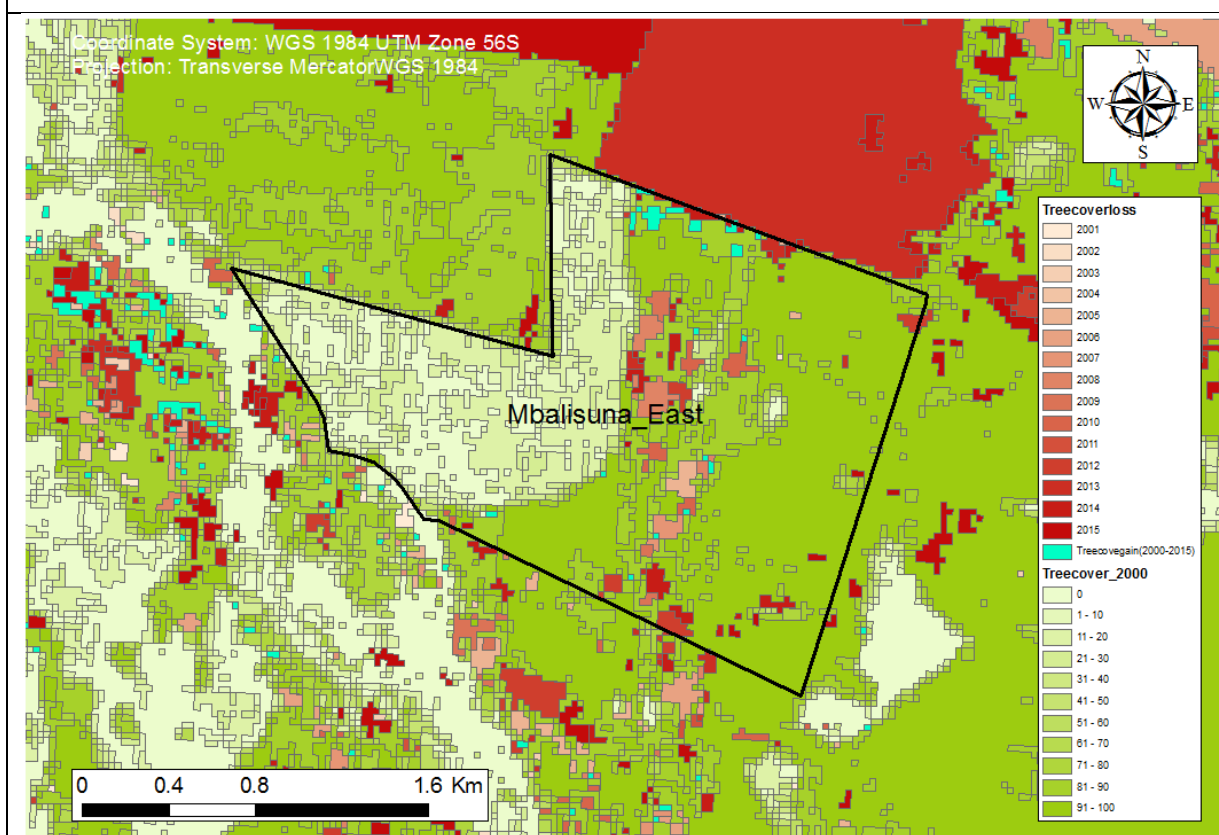 Coordinate System: WGS 1984 UTM Zone 56S
Projection: Transverse MercatorWGS 1984
N
W
E
S
Mbalisuna_East
Treecoverloss
2001
2002
2003
2004
2005
2006
2007
2008
2009
2010
2011
2012
2013
2014
2015
Treecovegain(2000-2015)
Treecover_2000
0
1 - 10
11 - 20
21 - 30
31 - 40
41 - 50
51 - 60
61 - 70
71 - 80
81 - 90
91 - 100
0 0.4 0.8 1.6 Km